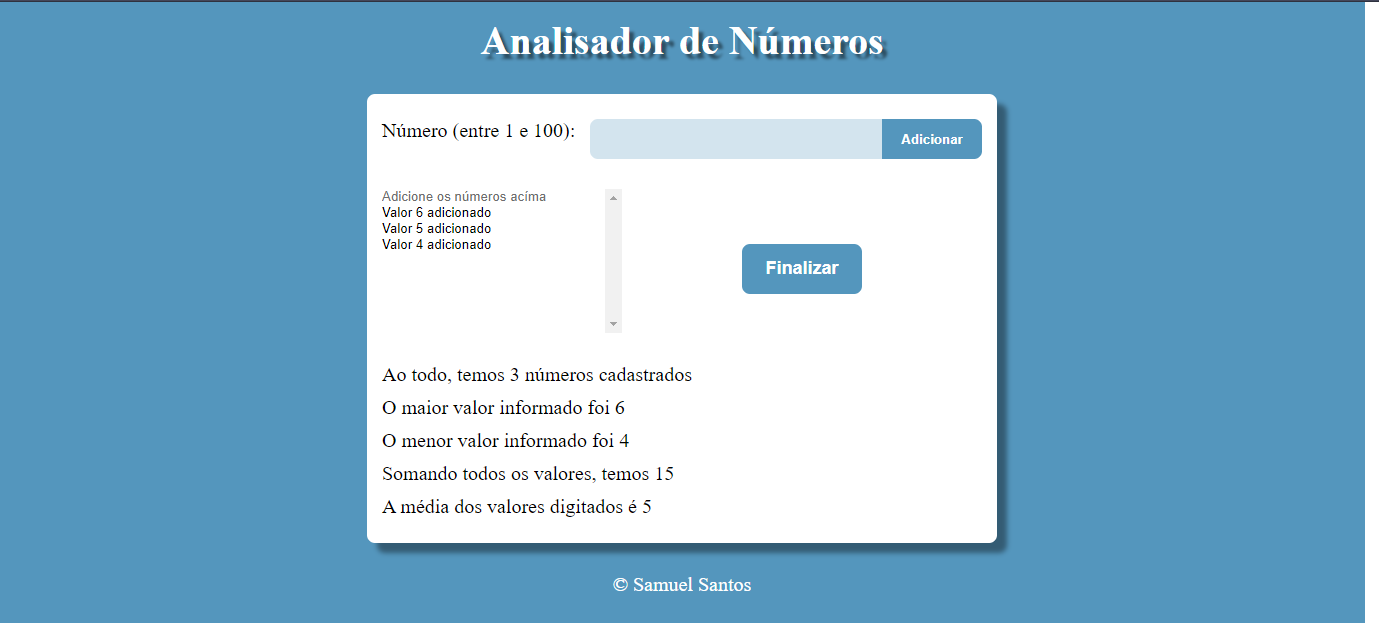 Analisador de Números
Número (entre 1 e 100):
Adicionar
Adicione os números acíma
Valor 6 adicionado
Valor 5 adicionado
Valor 4 adicionado
Finalizar
Ao todo, temos 3 números cadastrados
O maior valor informado foi 6
O menor valor informado foi 4
Somando todos os valores, temos 15
A média dos valores digitados é 5
© Samuel Santos